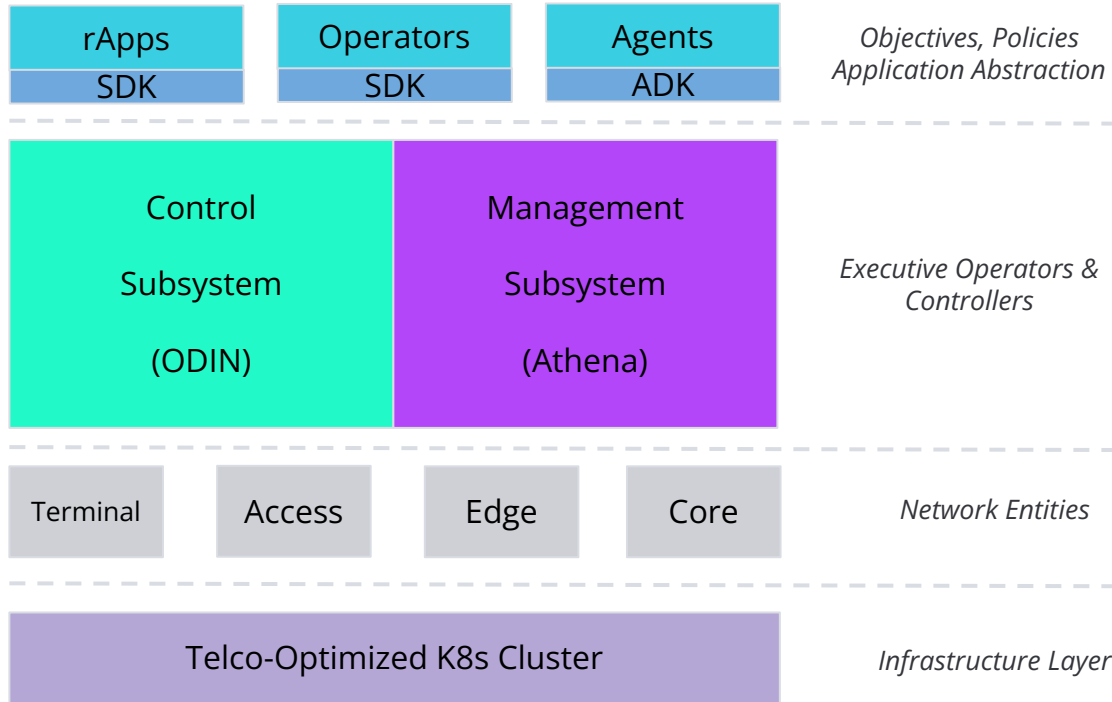 rApps
SDK
Operators
SDK
Agents
ADK
Objectives, Policies
Application Abstraction
Control
Subsystem
(ODIN)
Management
Subsystem
(Athena)
Executive Operators &
Controllers
Terminal
Access
Edge
Core
Network Entities
Telco-Optimized K8s Cluster
Infrastructure Layer